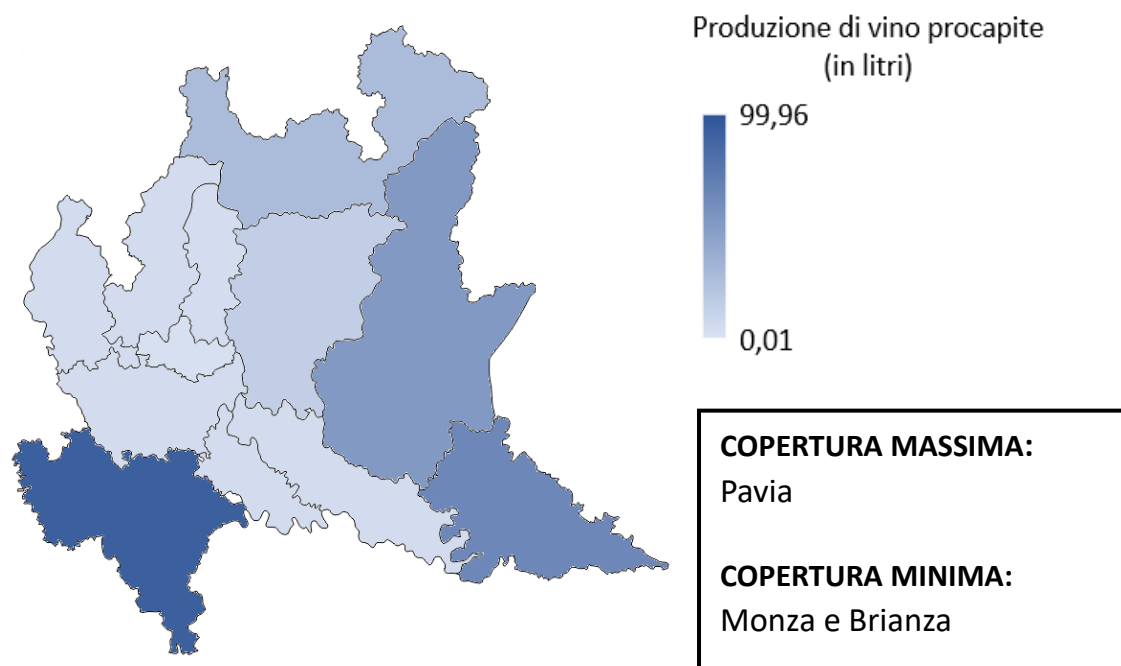 Produzione di vino procapite
(in litri)
99,96
0,01
COPERTURA MASSIMA:
Pavia
COPERTURA MINIMA:
Monza e Brianza